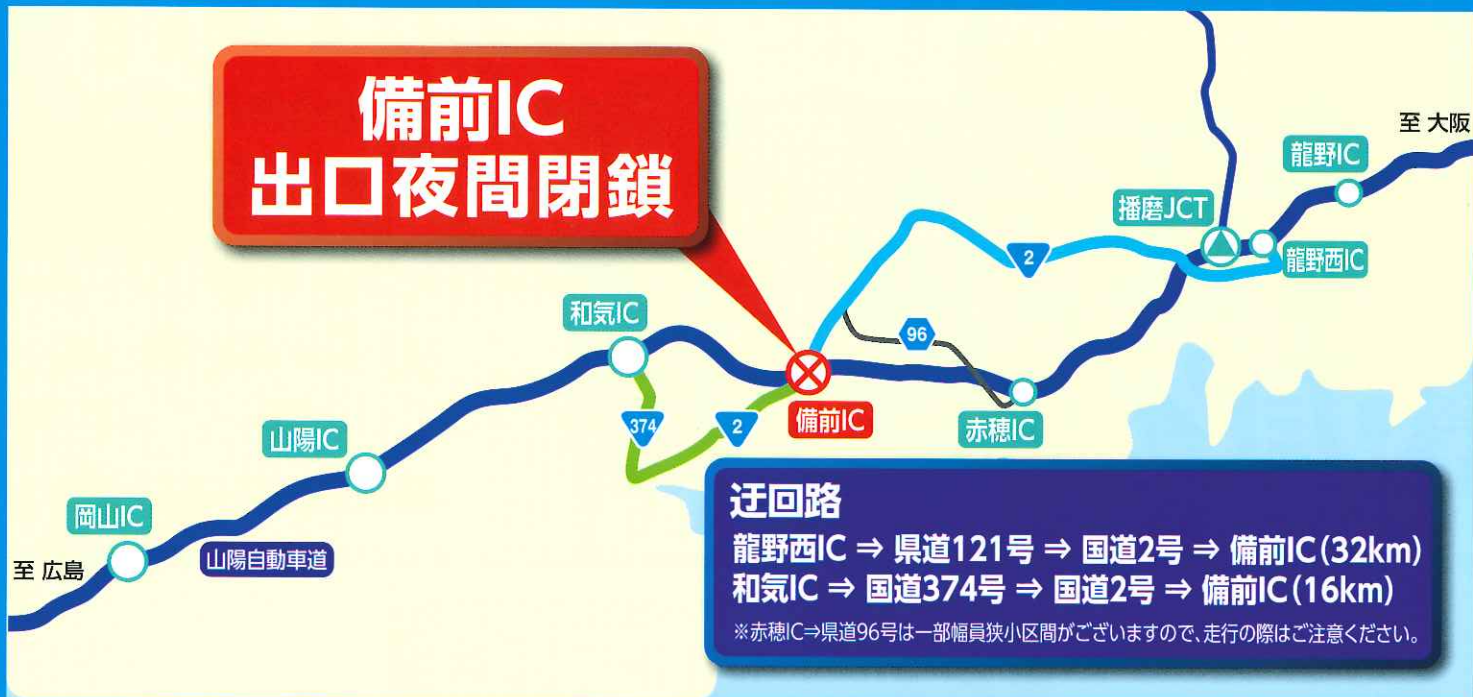 備前IC
出口夜間閉鎖
至 大阪
龍野IC
播磨JCT
龍野西IC
2
和気IC
96
374
2
備前IC
赤穂IC
山陽IC
岡山IC
山陽自動車道
至 広島
迂回路
龍野西IC ⇒ 県道121号 ⇒ 国道2号 ⇒ 備前IC(32km)
和気IC ⇒ 国道374号 ⇒ 国道2号 ⇒ 備前IC(16km)
※赤穂IC⇒県道96号は一部幅員狭小区間がございますので、走行の際はご注意ください。